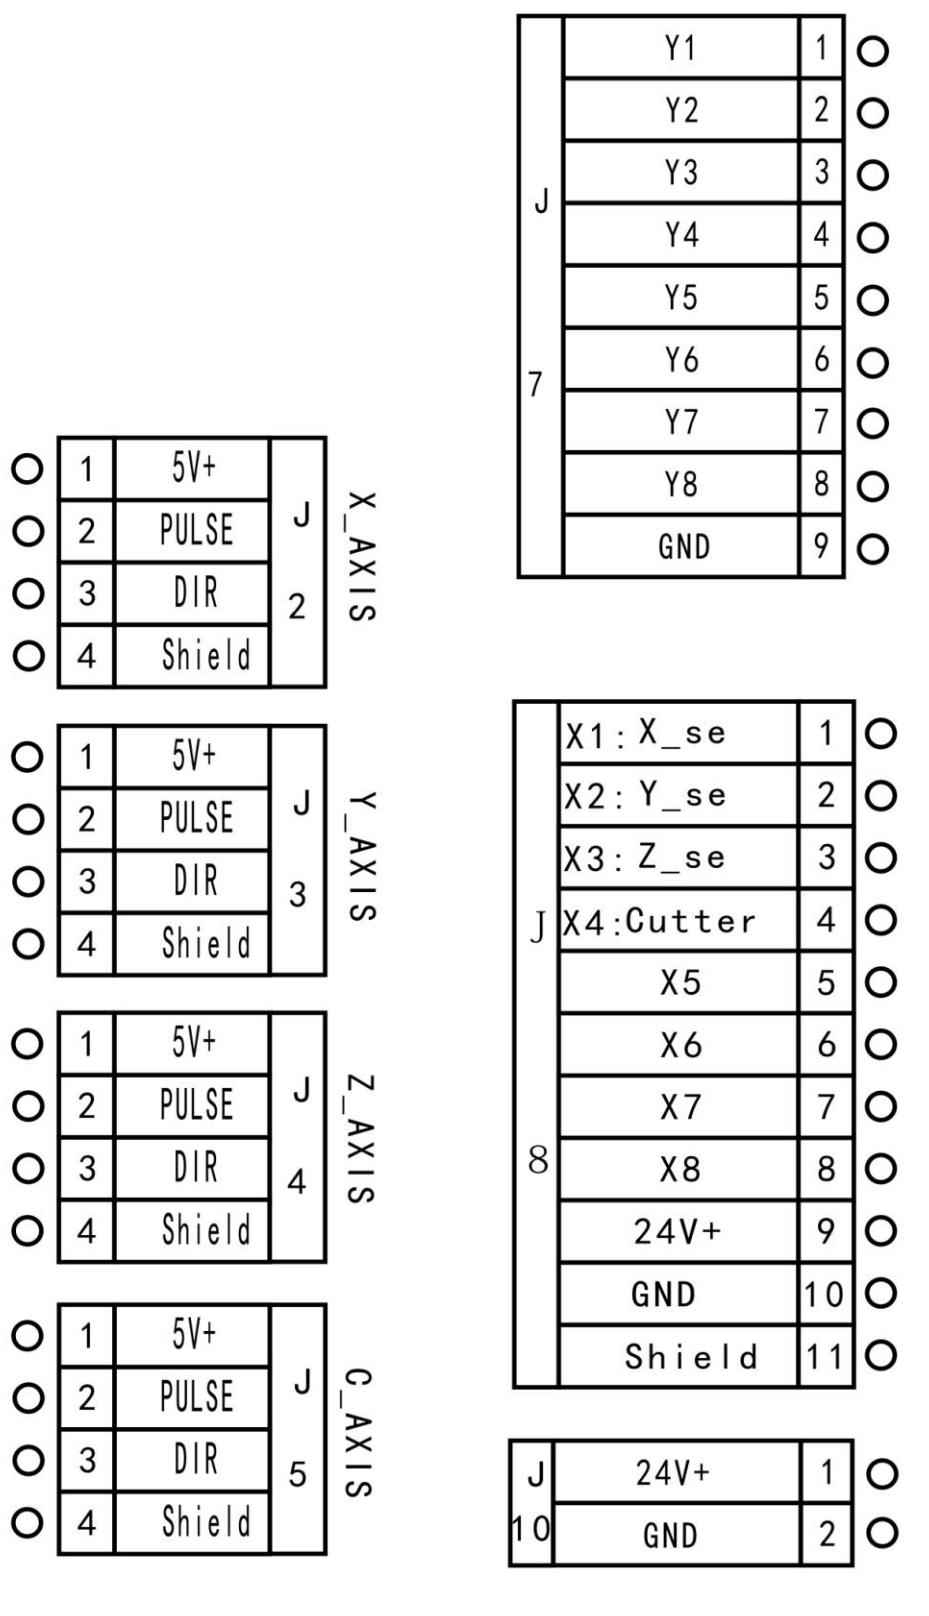 J
7
Y1 1
Y2 2
Y3 3
Y4 4
Y5 5
Y6 6
Y7 7
Y8 8
GND 9
1 5V+
2 PULSE
3 DIR
4 Shield
J
2
X_AXIS
1 5V+
2 PULSE
3 DIR
4 Shield
J
3
Y_AXIS
1 5V+
2 PULSE
3 DIR
4 Shield
J
4
Z_AXIS
1 5V+
2 PULSE
3 DIR
4 Shield
J
5
C_AXIS
J
8
X1: X_se 1
X2: Y_se 2
X3: Z_se 3
X4:Cutter 4
X5 5
X6 6
X7 7
X8 8
24V+ 9
GND 10
Shield 11
J
10
24V+ 1
GND 2